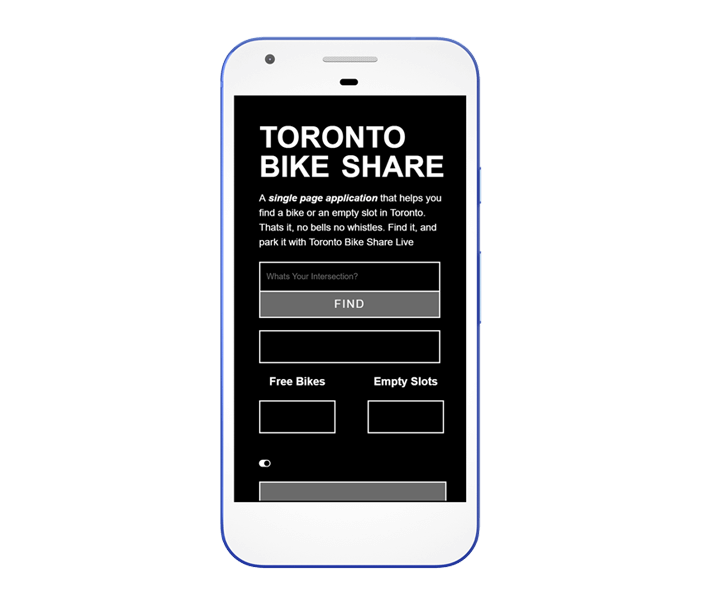 TORONTO
BIKE SHARE
A single page application that helps you
find a bike or an empty slot in Toronto.
Thats it, no bells no whistles. Find it, and
park it with Toronto Bike Share Live
Whats Your Intersection?
FIND
Free Bikes Empty Slots